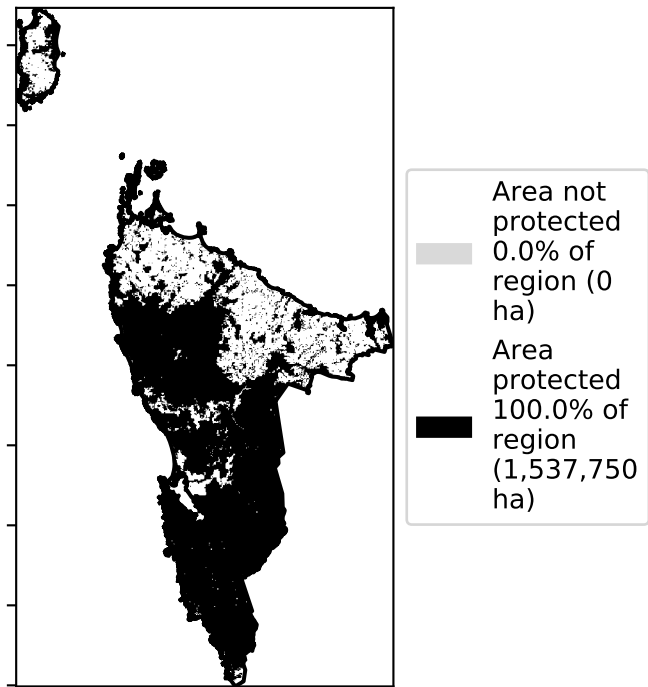 Area not
protected
0.0% of
region (0
ha)
Area
protected
100.0% of
region
(1,537,750
ha)